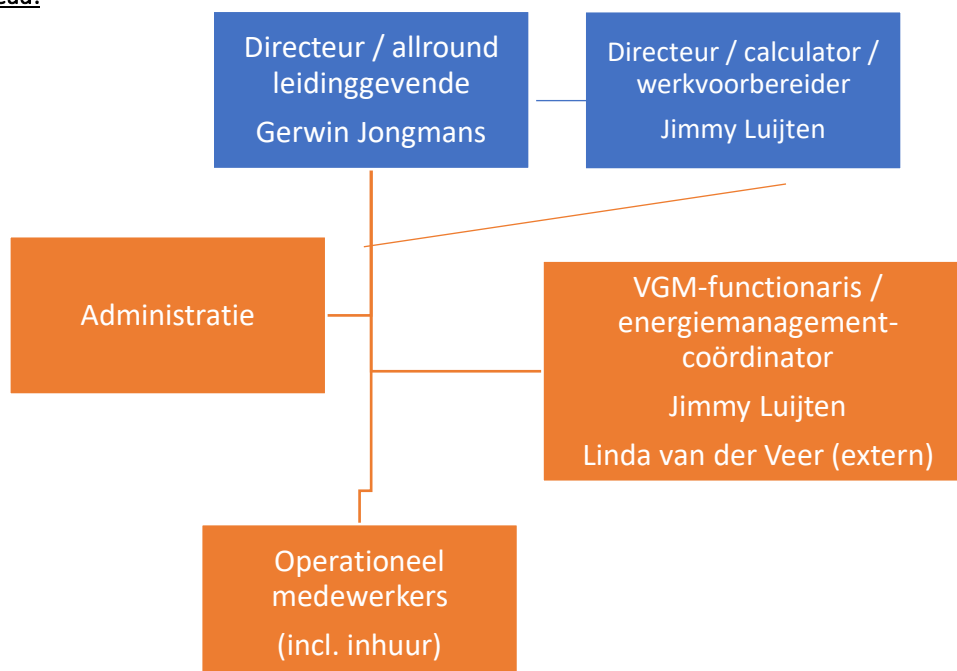 Directeur / allround
leidinggevende
Gerwin Jongmans
Directeur / calculator /
werkvoorbereider
Jimmy Luijten
Administratie
VGM-functionaris /
energiemanagement-
coördinator
Jimmy Luijten
Linda van der Veer (extern)
Operationeel
medewerkers
(incl. inhuur)